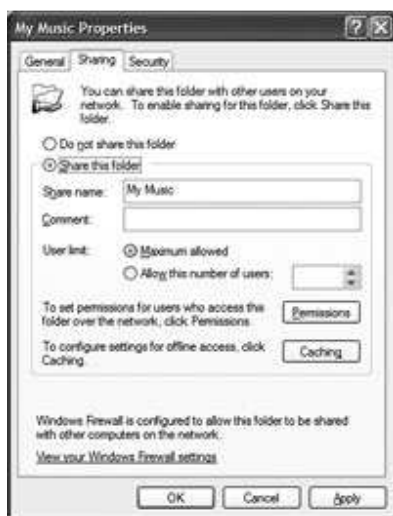 My Music Properties
General Sharing Security
You can share this folder with other users on your
network. To enable sharing for this folder, click Share this
folder.
Do not share this folder
Share this folder
Share name: My Music
Comment:
User limit: Maximum allowed
Allow this number of users:
To set permissions for users who access this
folder over the network, click Permissions.
Permissions
To configure settings for offline access, click
Caching.
Caching
Windows Firewall is configured to allow this folder to be shared
with other computers on the network.
View your Windows Firewall settings
OK Cancel Apply